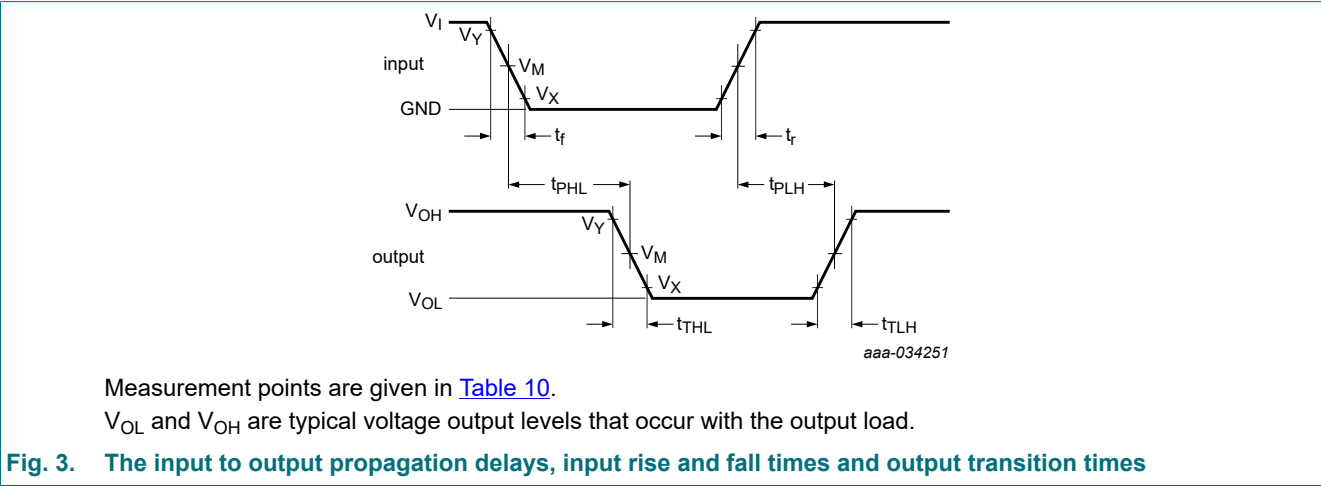 VI
VY
input
VM
VX
GND
tf
tr
tPHL
tPLH
VOH
VY
output
VM
VX
VOL
tTHL
tTLH
aaa-034251
Measurement points are given in Table 10.
VOL and VOH are typical voltage output levels that occur with the output load.
Fig. 3. The input to output propagation delays, input rise and fall times and output transition times